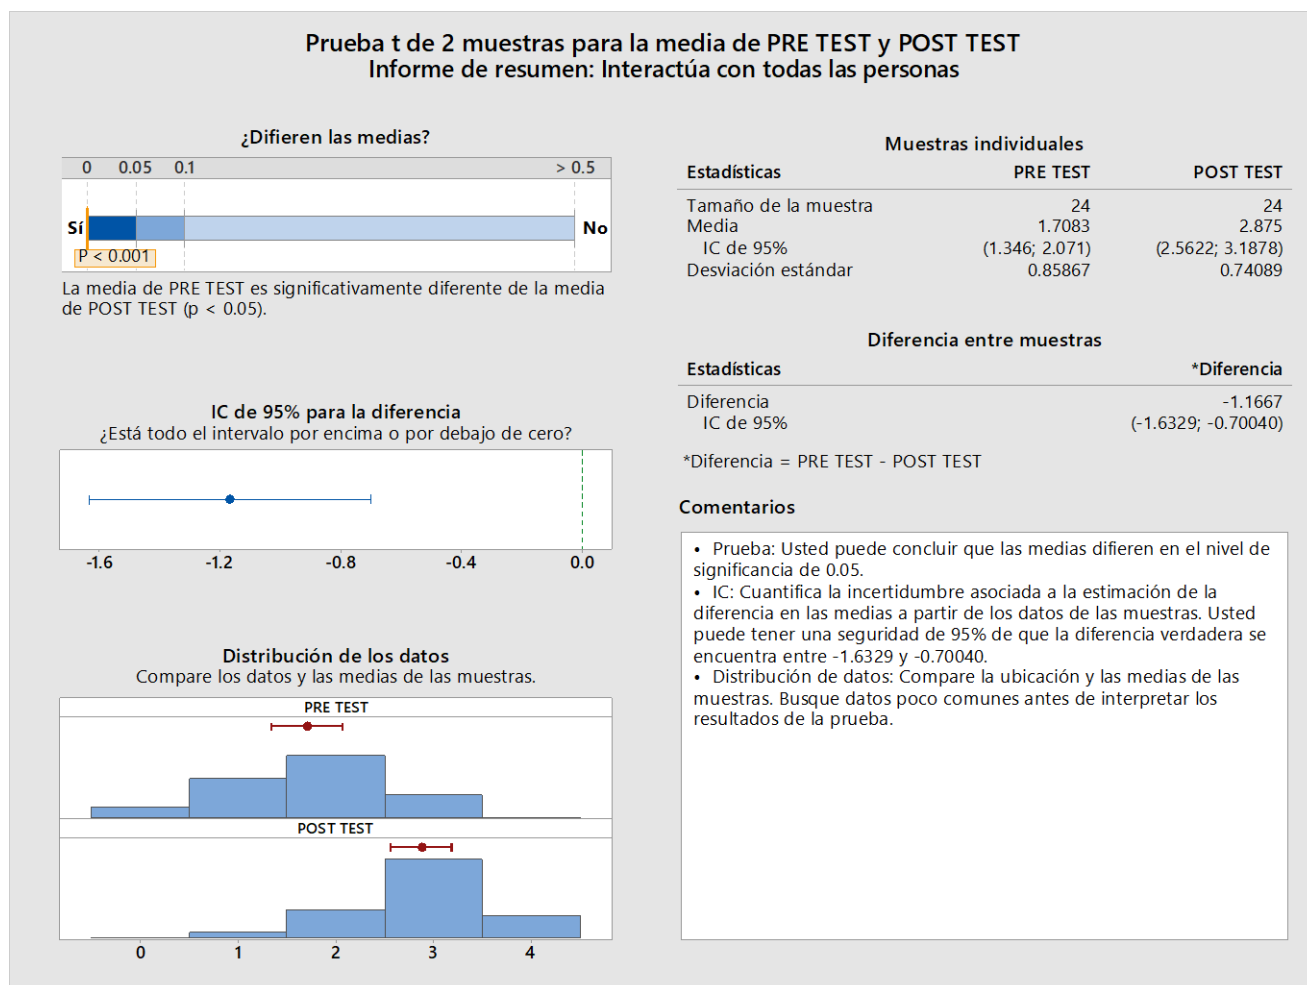 Prueba t de 2 muestras para la media de PRE TEST y POST TEST
Informe de resumen: Interactúa con todas las personas
¿Difieren las medias?
0 0.05 0.1 > 0.5
Sí No
P < 0.001
La media de PRE TEST es significativamente diferente de la media
de POST TEST (p < 0.05).
IC de 95% para la diferencia
¿Está todo el intervalo por encima o por debajo de cero?
-1.6 -1.2 -0.8 -0.4 0.0
Distribución de los datos
Compare los datos y las medias de las muestras.
PRE TEST
POST TEST
0 1 2 3 4
Muestras individuales
Estadísticas PRE TEST POST TEST
Tamaño de la muestra 24 24
Media 1.7083 2.875
IC de 95% (1.346; 2.071) (2.5622; 3.1878)
Desviación estándar 0.85867 0.74089
Diferencia entre muestras
Estadísticas *Diferencia
Diferencia -1.1667
IC de 95% (-1.6329; -0.70040)
*Diferencia = PRE TEST - POST TEST
Comentarios
• Prueba: Usted puede concluir que las medias difieren en el nivel de
significancia de 0.05.
• IC: Cuantifica la incertidumbre asociada a la estimación de la
diferencia en las medias a partir de los datos de las muestras. Usted
puede tener una seguridad de 95% de que la diferencia verdadera se
encuentra entre -1.6329 y -0.70040.
• Distribución de datos: Compare la ubicación y las medias de las
muestras. Busque datos poco comunes antes de interpretar los
resultados de la prueba.